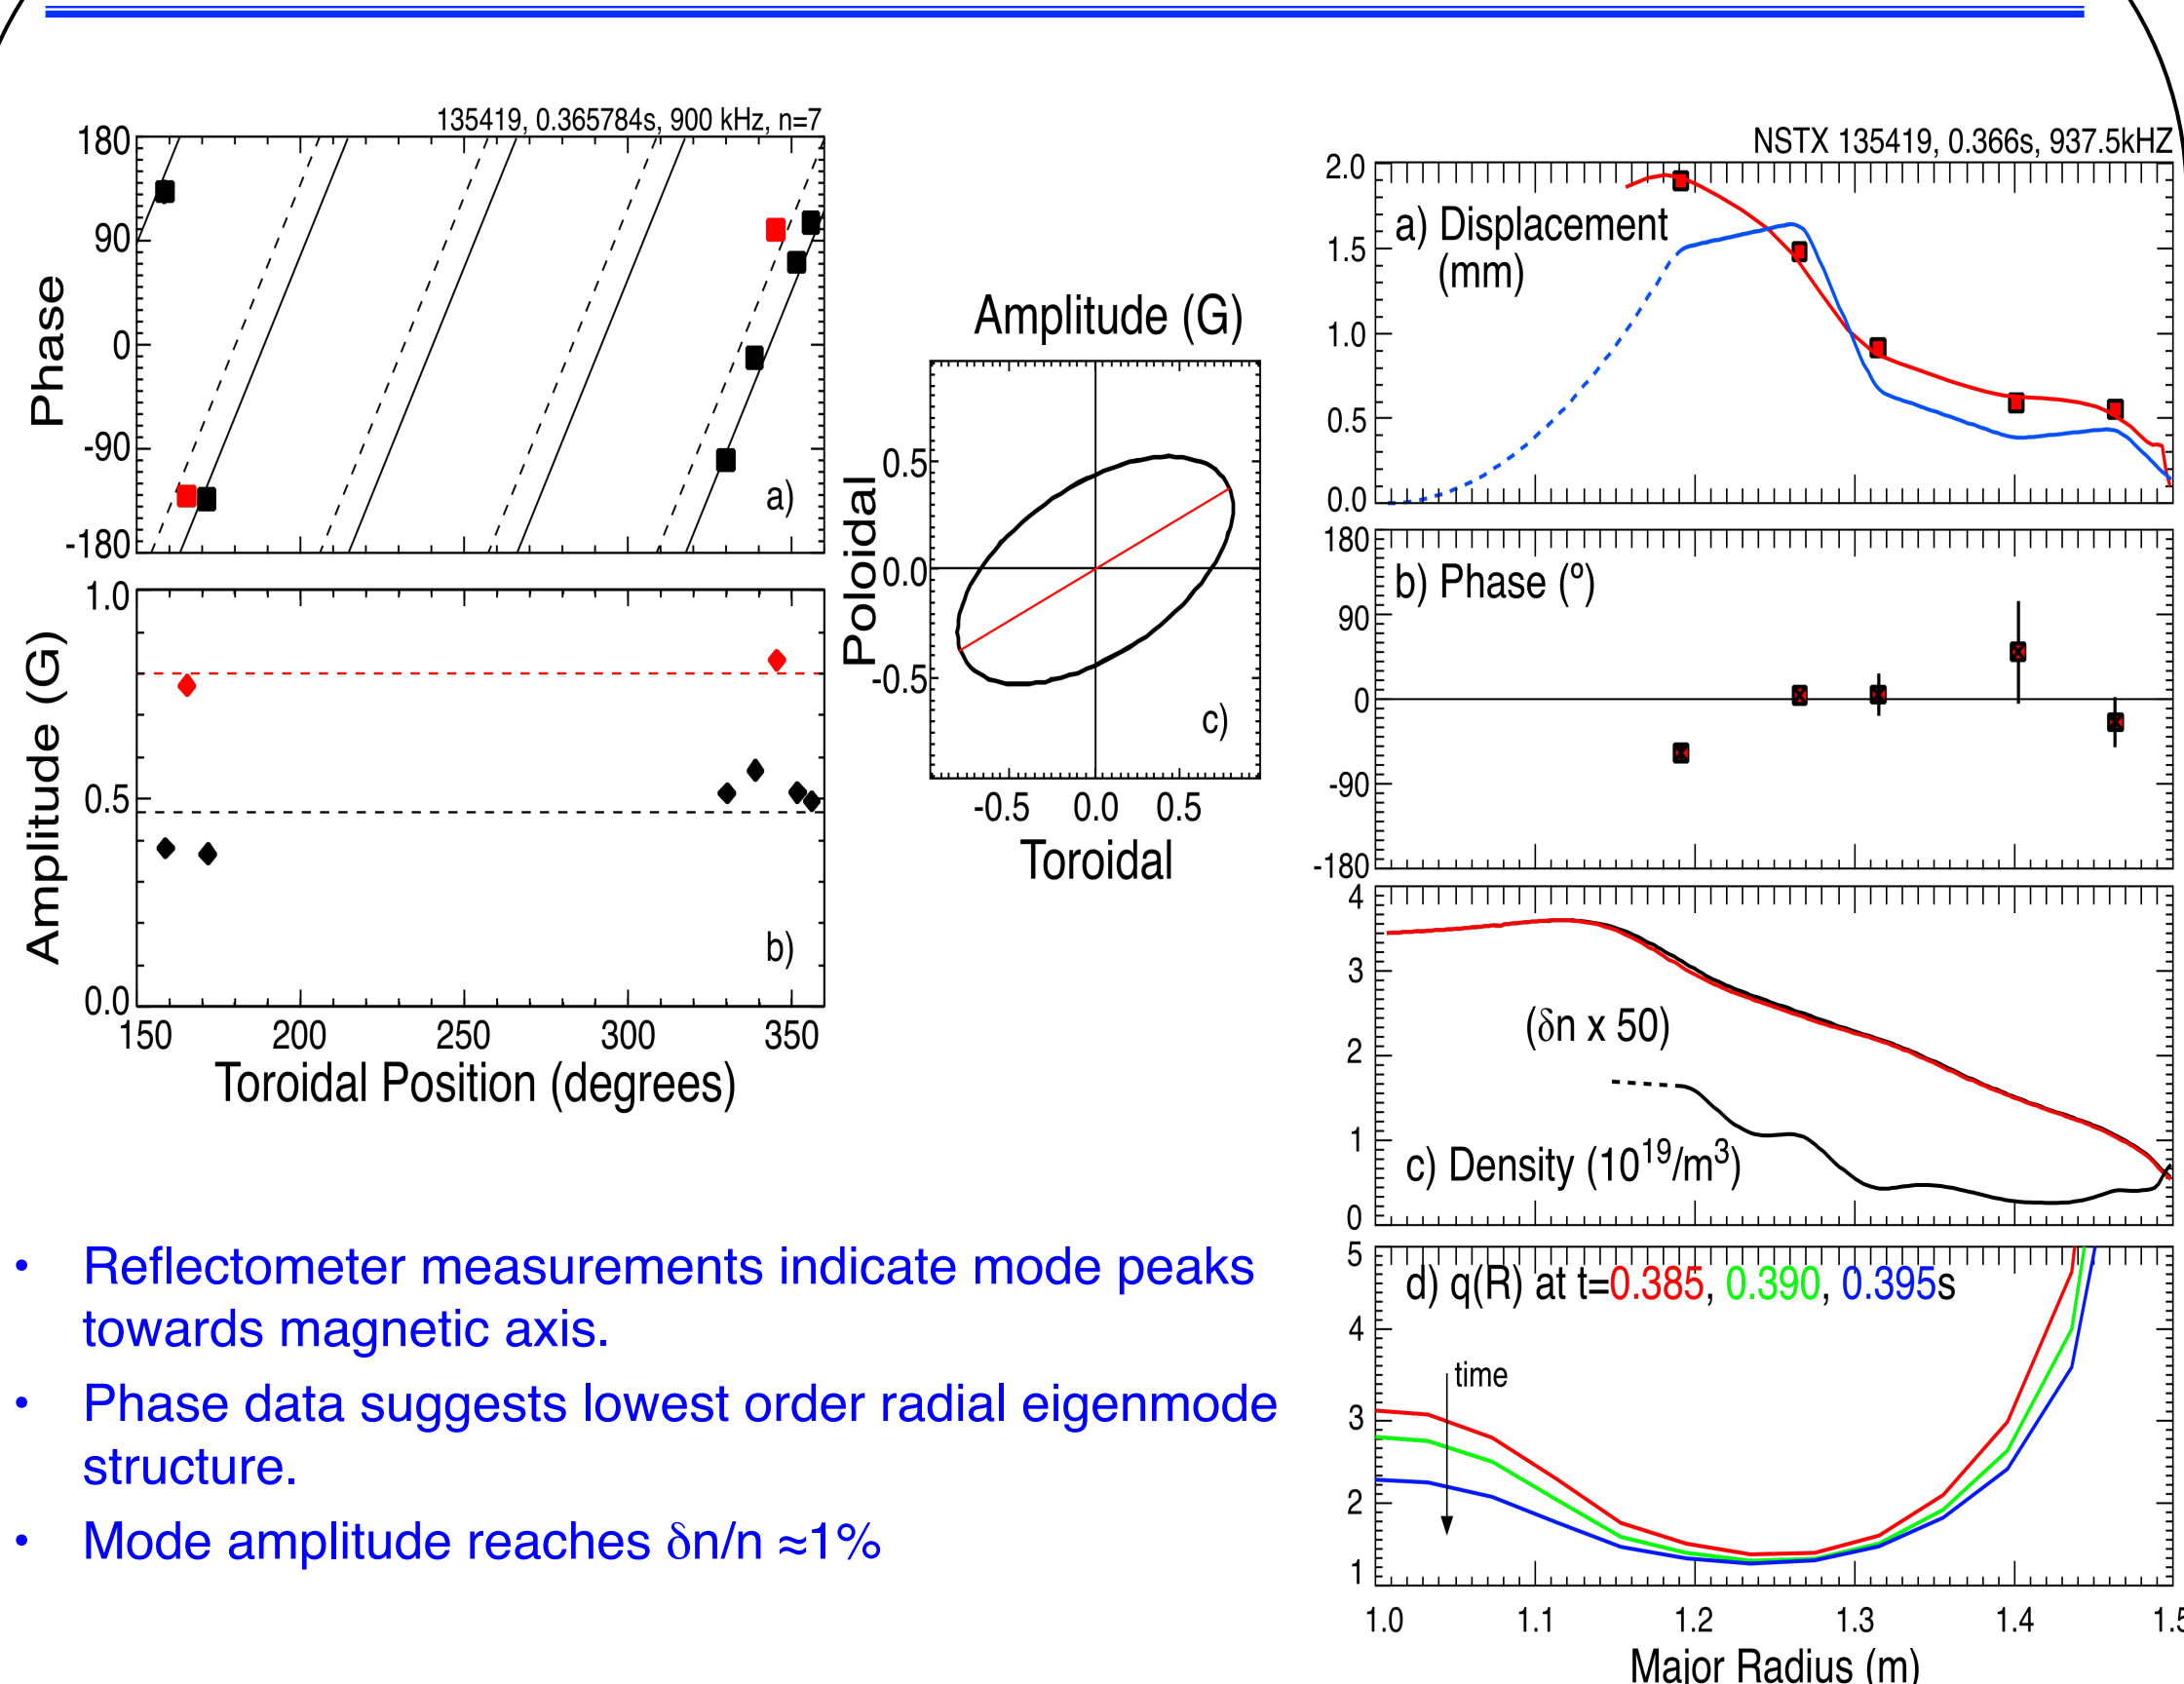 135419, 0.365784s, 900 kHz, n=7
180
90
0
-90
-180
Phase
a)
1.0
0.5
0.0
Amplitude (G)
b)
150 200 250 300 350
Toroidal Position (degrees)
Amplitude (G)
0.5
0.0
-0.5
Poloidal
c)
-0.5 0.0 0.5
Toroidal
NSTX 135419, 0.366s, 937.5kHZ
2.0
1.5
1.0
0.5
0.0
a) Displacement
(mm)
180
90
0
-90
-180
b) Phase (º)
4
3
2
1
0
(δn x 50)
c) Density (10¹⁹/m³)
5
4
3
2
1
d) q(R) at t=0.385, 0.390, 0.395s
time
1.0 1.1 1.2 1.3 1.4 1.5
Major Radius (m)
• Reflectometer measurements indicate mode peaks
towards magnetic axis.
• Phase data suggests lowest order radial eigenmode
structure.
• Mode amplitude reaches δn/n ≈1%